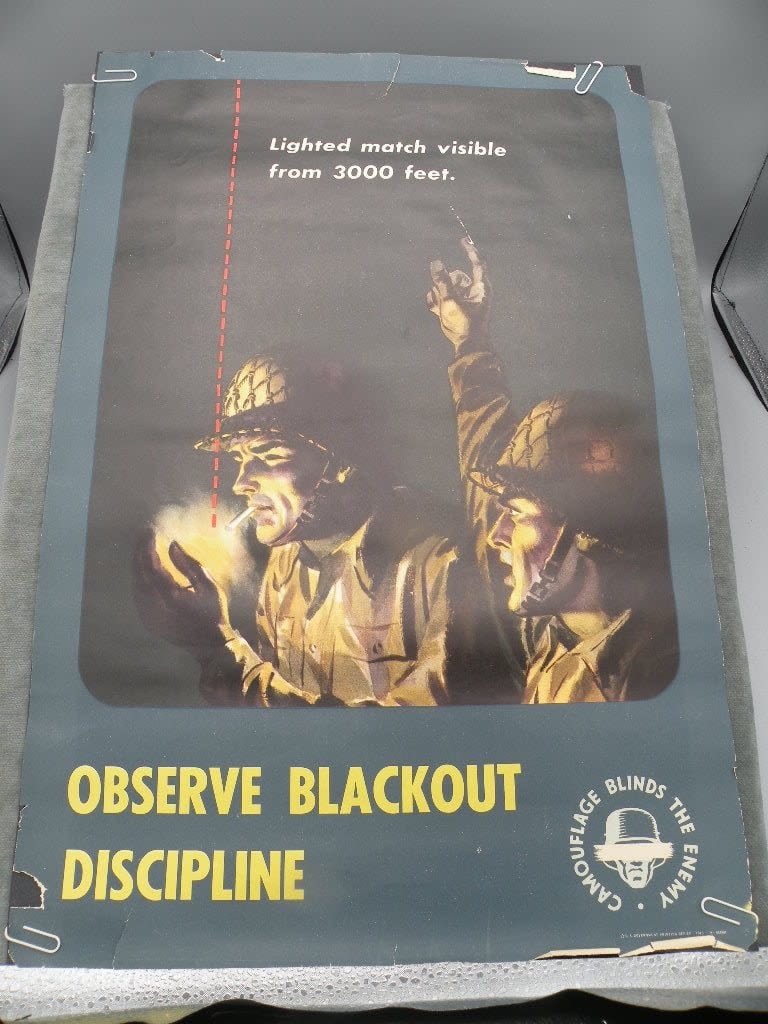 Lighted match visible
from 3000 feet.
OBSERVE BLACKOUT
DISCIPLINE
CAMOUFLAGE BLINDS THE ENEMY •